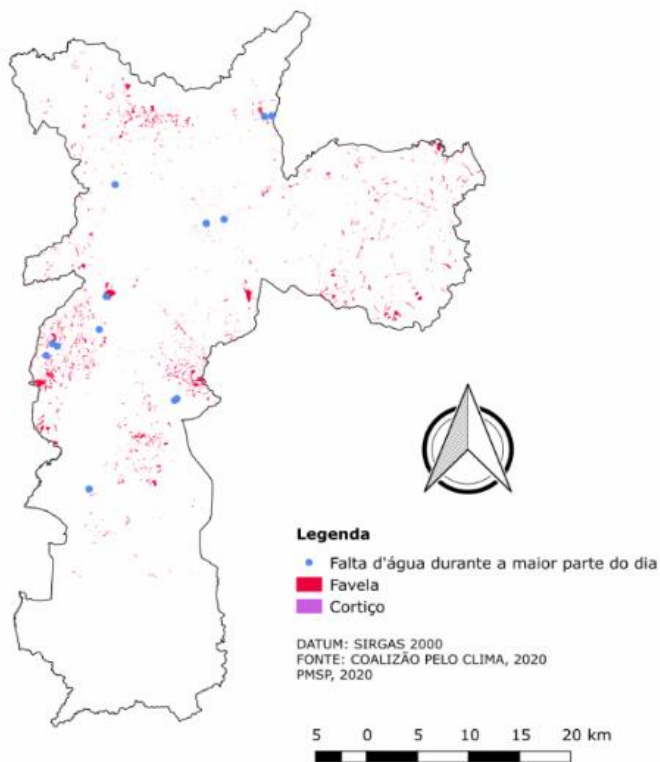 Legenda
Falta d'água durante a maior parte do dia
Favela
Cortiço
DATUM: SIRGAS 2000
FONTE: COALIZÃO PELO CLIMA, 2020
PMSP, 2020
5 0 5 10 15 20 km